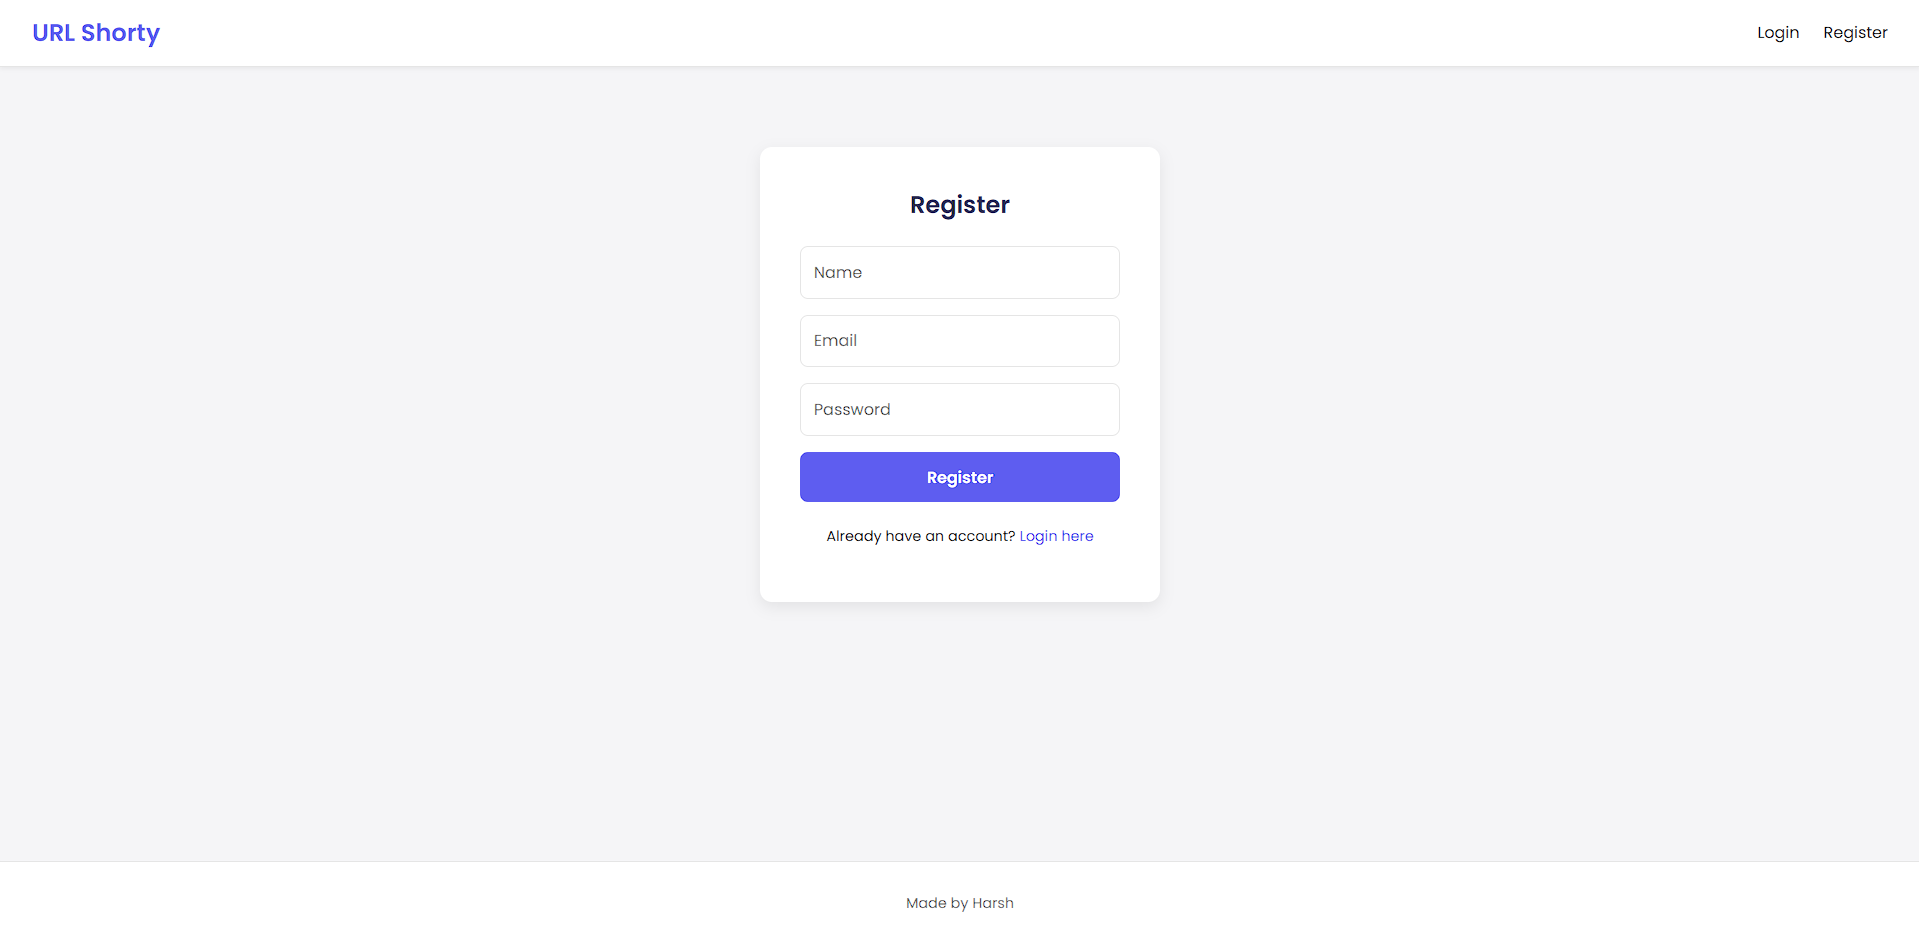 URL Shorty
Login Register
Register
Name
Email
Password
Register
Already have an account? Login here
Made by Harsh